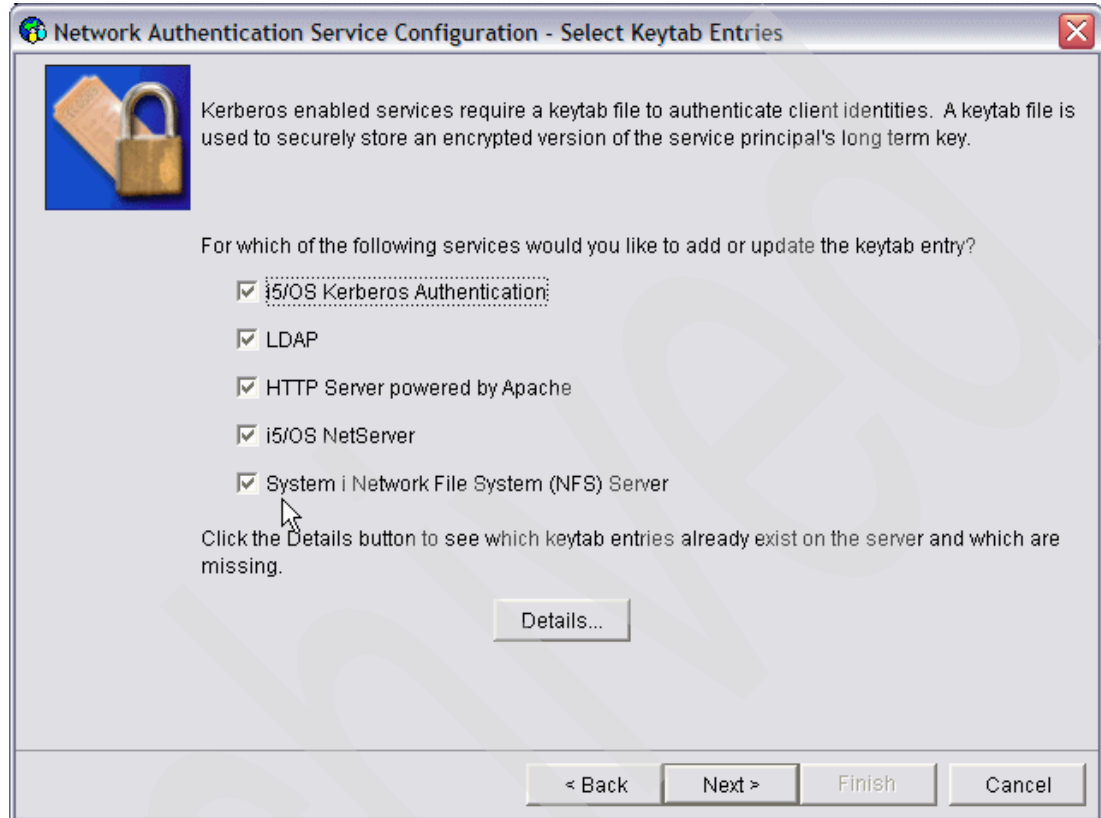 Network Authentication Service Configuration - Select Keytab Entries
Kerberos enabled services require a keytab file to authenticate client identities. A keytab file is
used to securely store an encrypted version of the service principal's long term key.
For which of the following services would you like to add or update the keytab entry?
i5/OS Kerberos Authentication
LDAP
HTTP Server powered by Apache
i5/OS NetServer
System i Network File System (NFS) Server
Click the Details button to see which keytab entries already exist on the server and which are
missing.
Details...
< Back Next > Finish Cancel